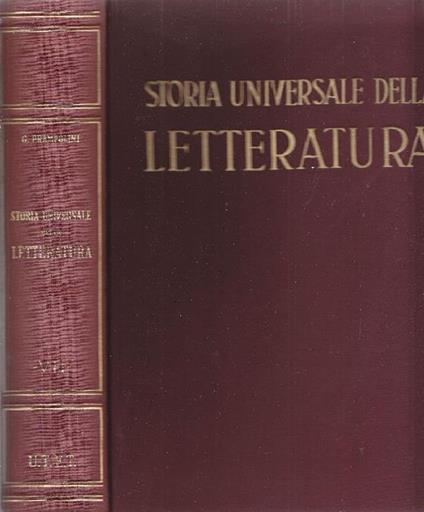 G. PRAMPOLINI
STORIA UNIVERSALE
DELLA
LETTERATURA
U.T.E.T.
STORIA UNIVERSALE DELLA
LETTERATURA